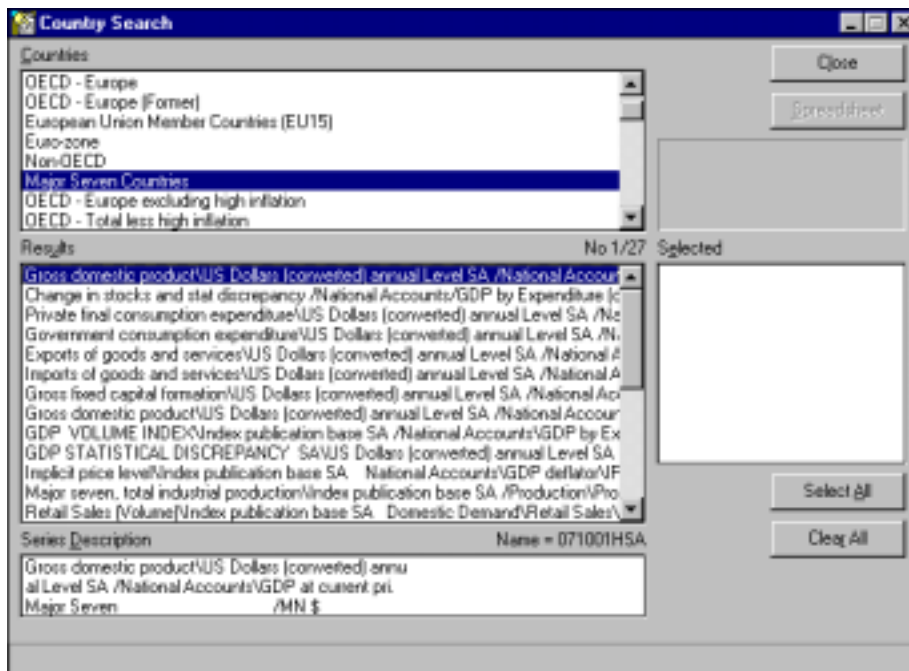 Country Search
Countries
Close
OECD - Europe
OECD - Europe (Former)
European Union Member Countries (EU15)
Euro-zone
Non-OECD
Major Seven Countries
OECD - Europe excluding high inflation
OECD - Total less high inflation
Spreadsheet
Results
No 1/27
Selected
Gross domestic product\US Dollars (converted) annual Level SA /National Accoun
Change in stocks and stat discrepancy /National Accounts/GDP by Expenditure (c
Private final consumption expenditure\US Dollars (converted) annual Level SA /Na
Government consumption expenditure\US Dollars (converted) annual Level SA /N
Exports of goods and services\US Dollars (converted) annual Level SA /National A
Imports of goods and services\US Dollars (converted) annual Level SA /National A
Gross fixed capital formation\US Dollars (converted) annual Level SA /National Acc
Gross domestic product\US Dollars (converted) annual Level SA /National Accoun
GDP VOLUME INDEX\Index publication base SA /National Accounts\GDP by Ex
GDP STATISTICAL DISCREPANCY SA\US Dollars (converted) annual Level SA
Implicit price level\Index publication base SA National Accounts\GDP deflator\IP
Major seven, total industrial production\Index publication base SA /Production\Pro
Retail Sales (Volume)\Index publication base SA Domestic Demand\Retail Sales\
Select All
Clear All
Series Description
Name = 071001HSA
Gross domestic product\US Dollars (converted) annu
al Level SA /National Accounts\GDP at current pri.
Major Seven /MN $